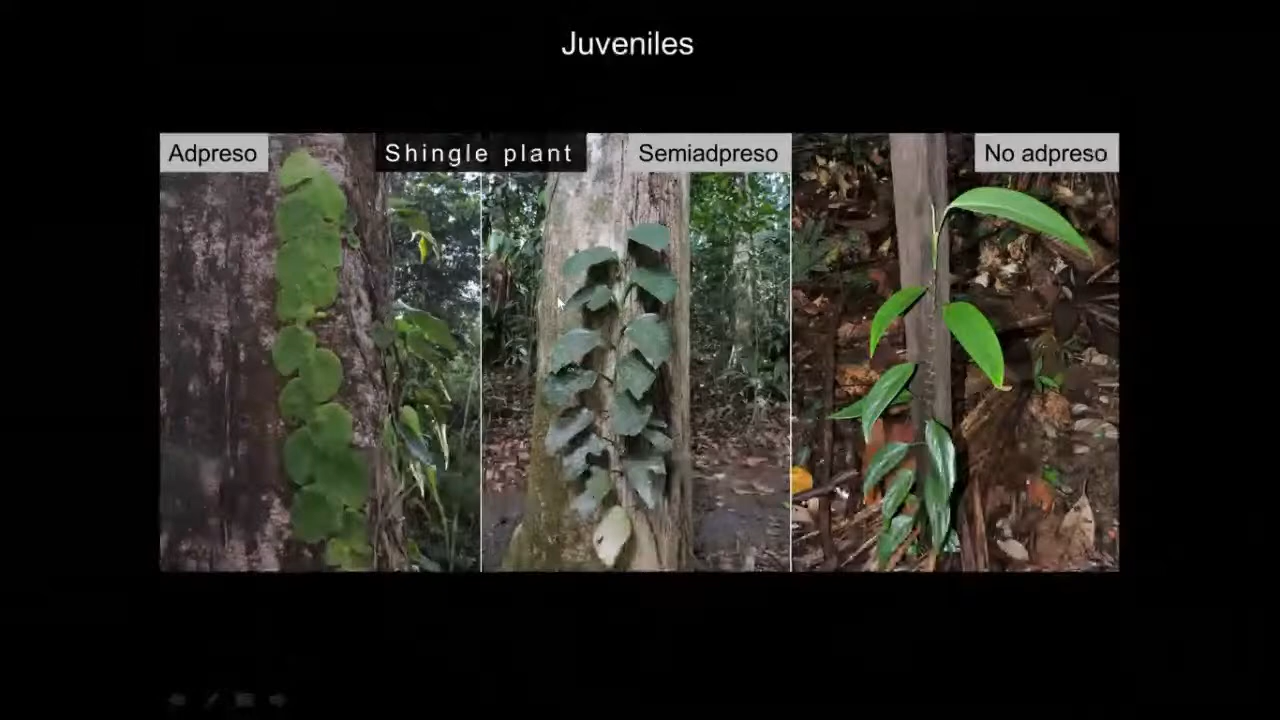 Juveniles
Adpreso
Shingle plant
Semiadpreso
No adpreso